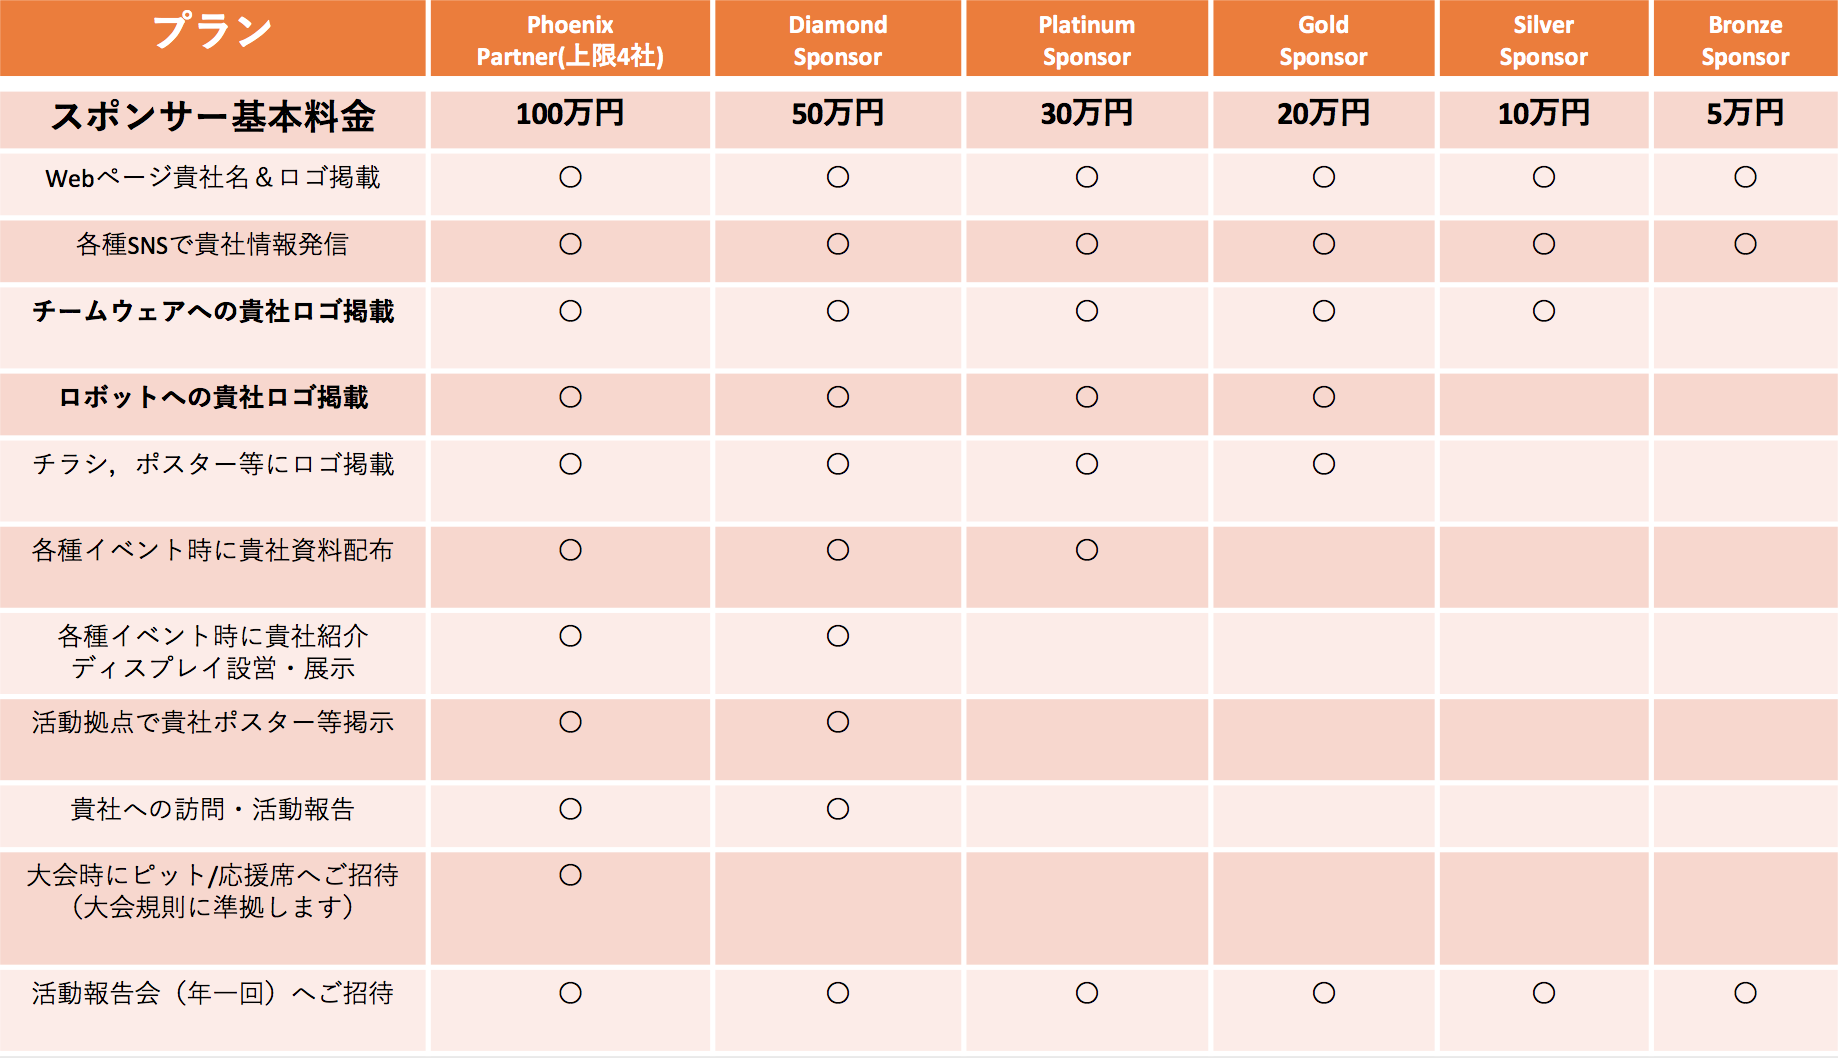 プラン
Phoenix
Partner(上限4社)
Diamond
Sponsor
Platinum
Sponsor
Gold
Sponsor
Silver
Sponsor
Bronze
Sponsor
スポンサー基本料金 100万円 50万円 30万円 20万円 10万円 5万円
Webページ貴社名＆ロゴ掲載 〇 〇 〇 〇 〇 〇
各種SNSで貴社情報発信 〇 〇 〇 〇 〇 〇
チームウェアへの貴社ロゴ掲載 〇 〇 〇 〇 〇
ロボットへの貴社ロゴ掲載 〇 〇 〇 〇
チラシ，ポスター等にロゴ掲載 〇 〇 〇 〇
各種イベント時に貴社資料配布 〇 〇 〇
各種イベント時に貴社紹介 〇 〇
ディスプレイ設営・展示
活動拠点で貴社ポスター等掲示 〇 〇
貴社への訪問・活動報告 〇 〇
大会時にピット/応援席へご招待 〇
（大会規則に準拠します）
活動報告会（年一回）へご招待 〇 〇 〇 〇 〇 〇